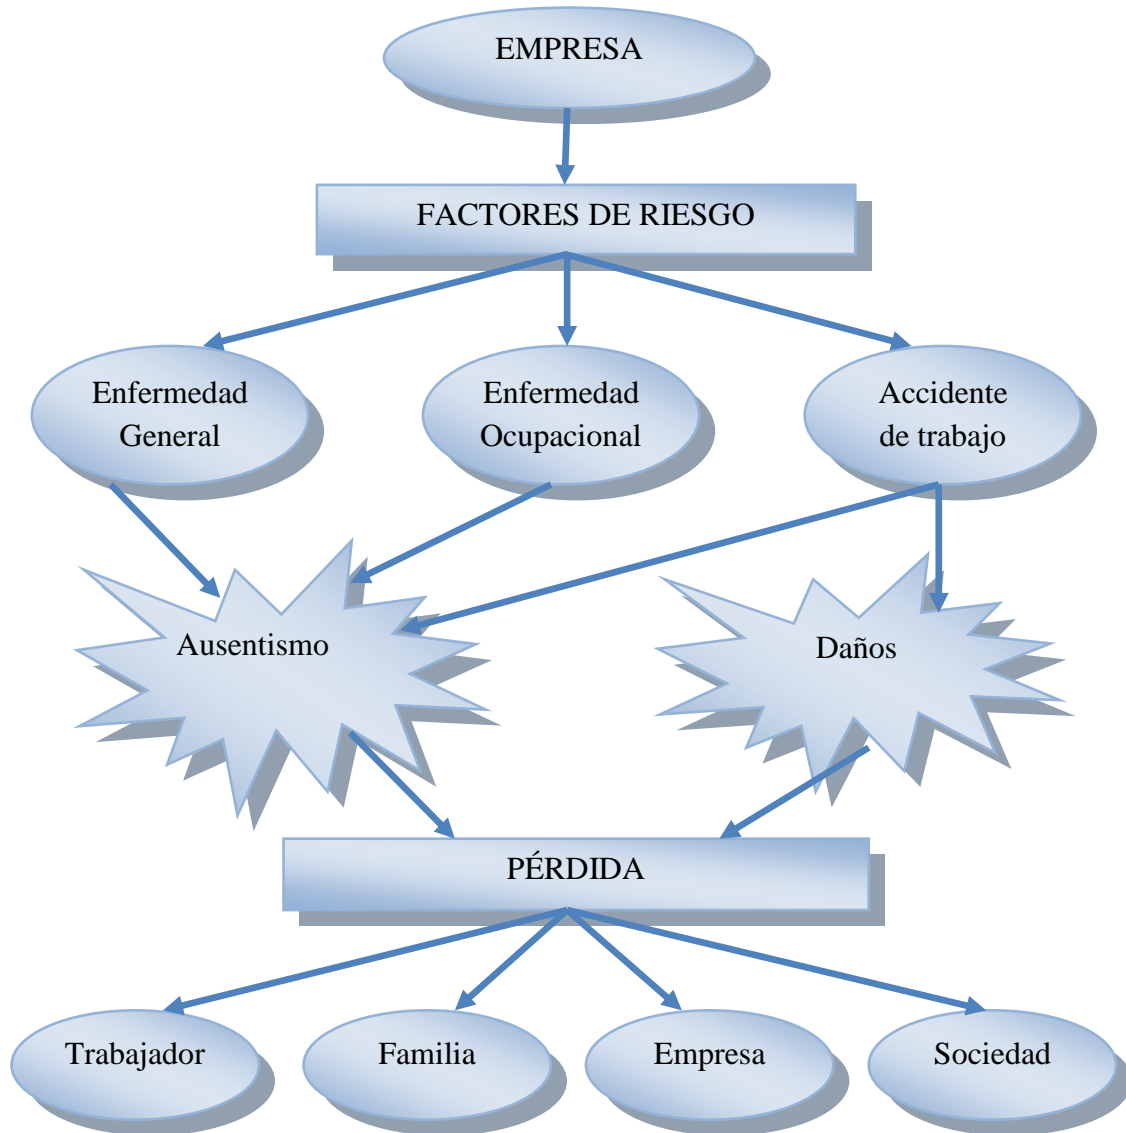 EMPRESA
FACTORES DE RIESGO
Enfermedad
General
Enfermedad
Ocupacional
Accidente
de trabajo
Ausentismo
Daños
PÉRDIDA
Trabajador
Familia
Empresa
Sociedad